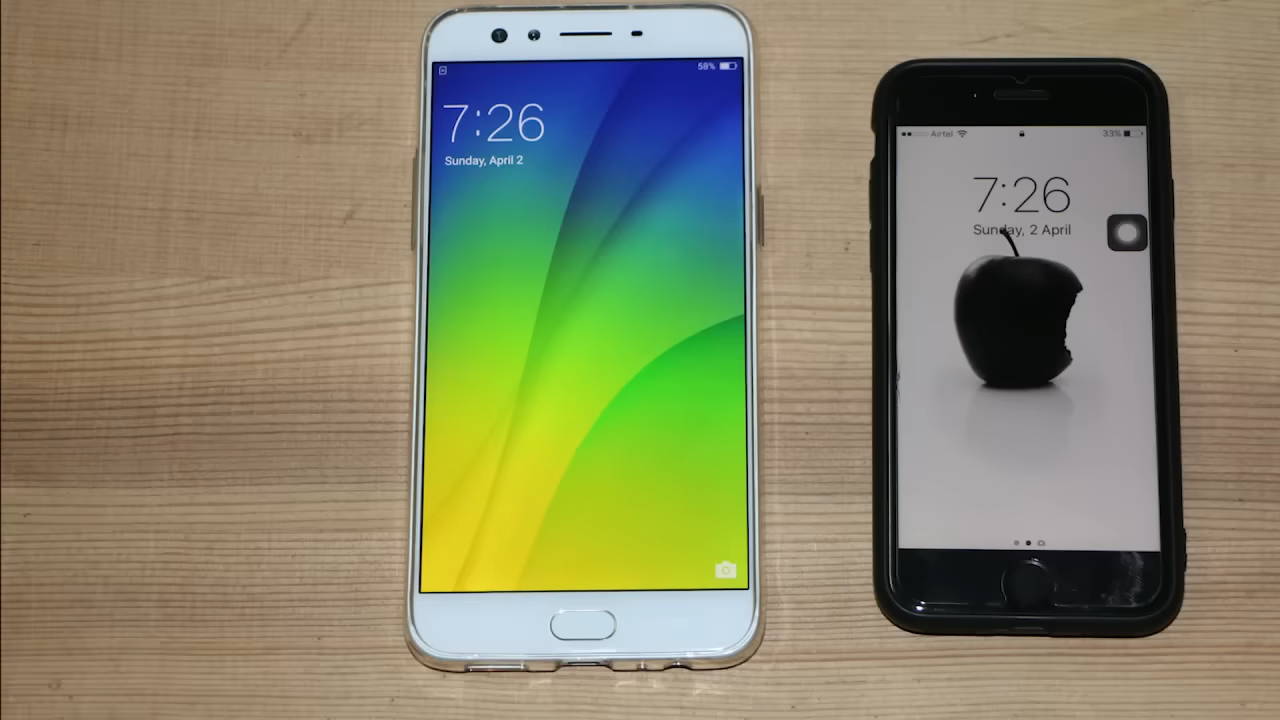 58%
7:26
Sunday, April 2
Airtel
33%
7:26
Sunday, 2 April